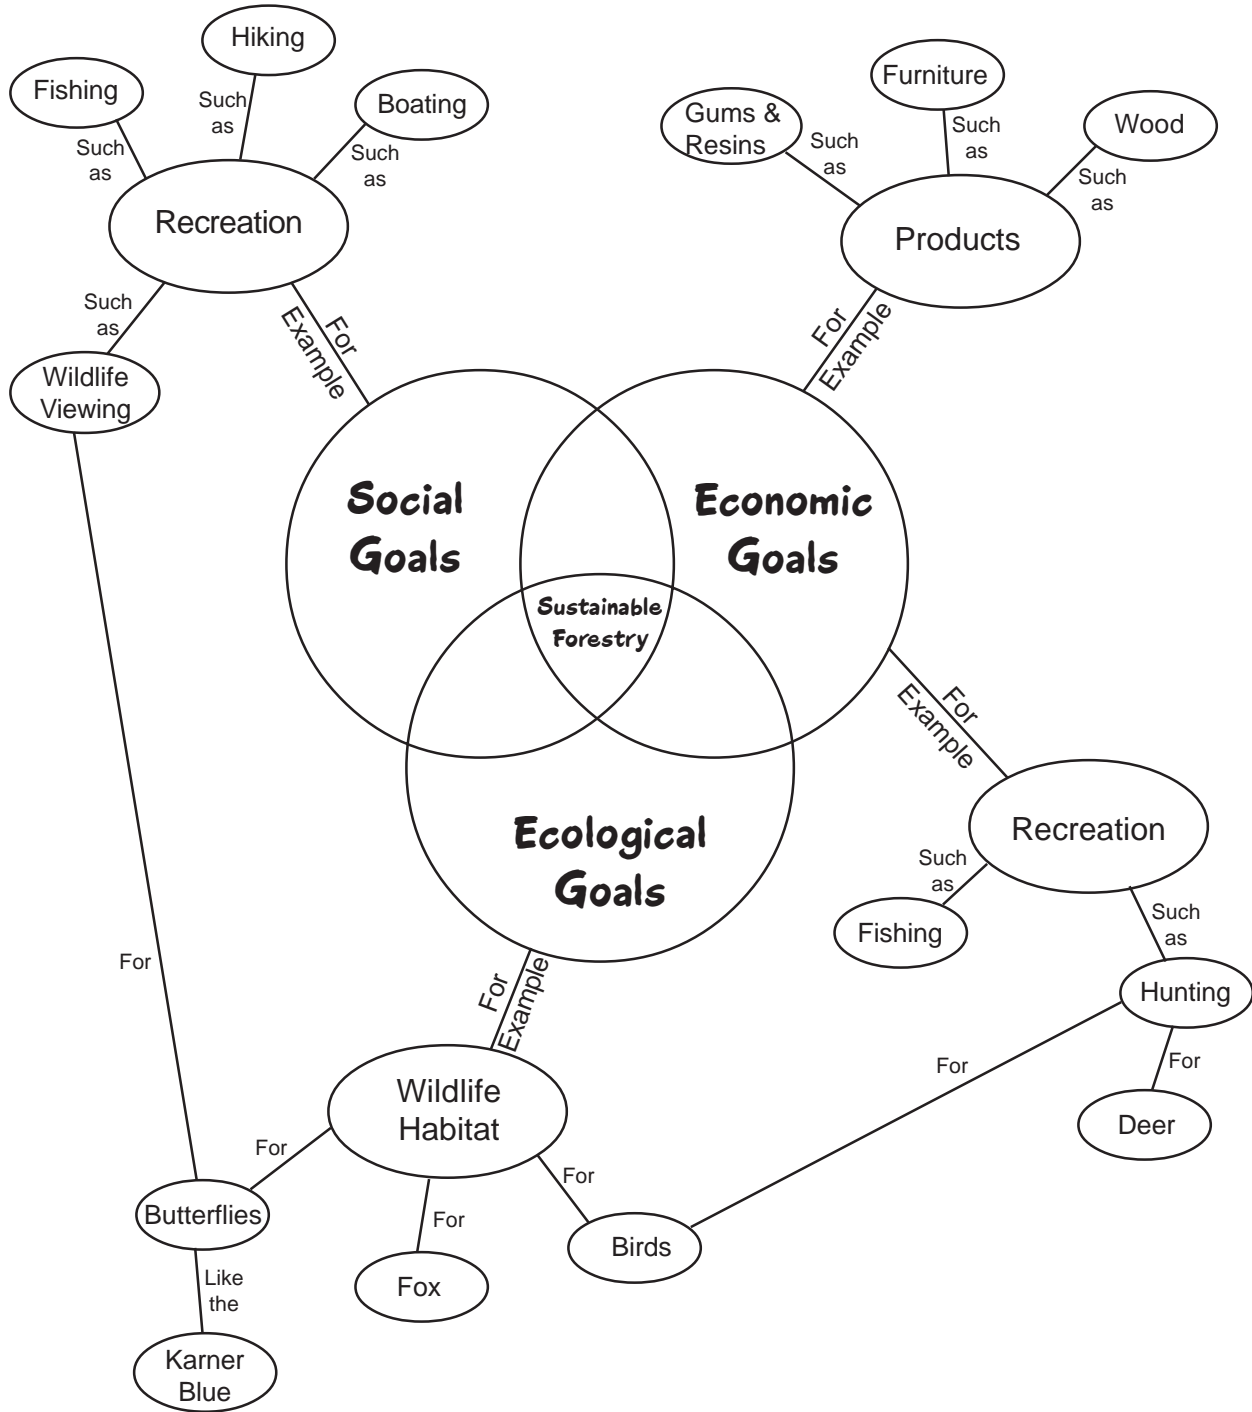 Hiking
Fishing
Boating
Such
as
Such
as
Such
as
Recreation
Such
as
Wildlife
Viewing
For
Example
Furniture
Gums &
Resins
Wood
Such
as
Such
as
Such
as
Products
For
Example
Social
Goals
Economic
Goals
Sustainable
Forestry
Ecological
Goals
For
Example
Recreation
Such
as
Fishing
Such
as
Hunting
For
Deer
For
For
For
Example
Wildlife
Habitat
For
For
For
Butterflies
Birds
Fox
Like
the
Karner
Blue